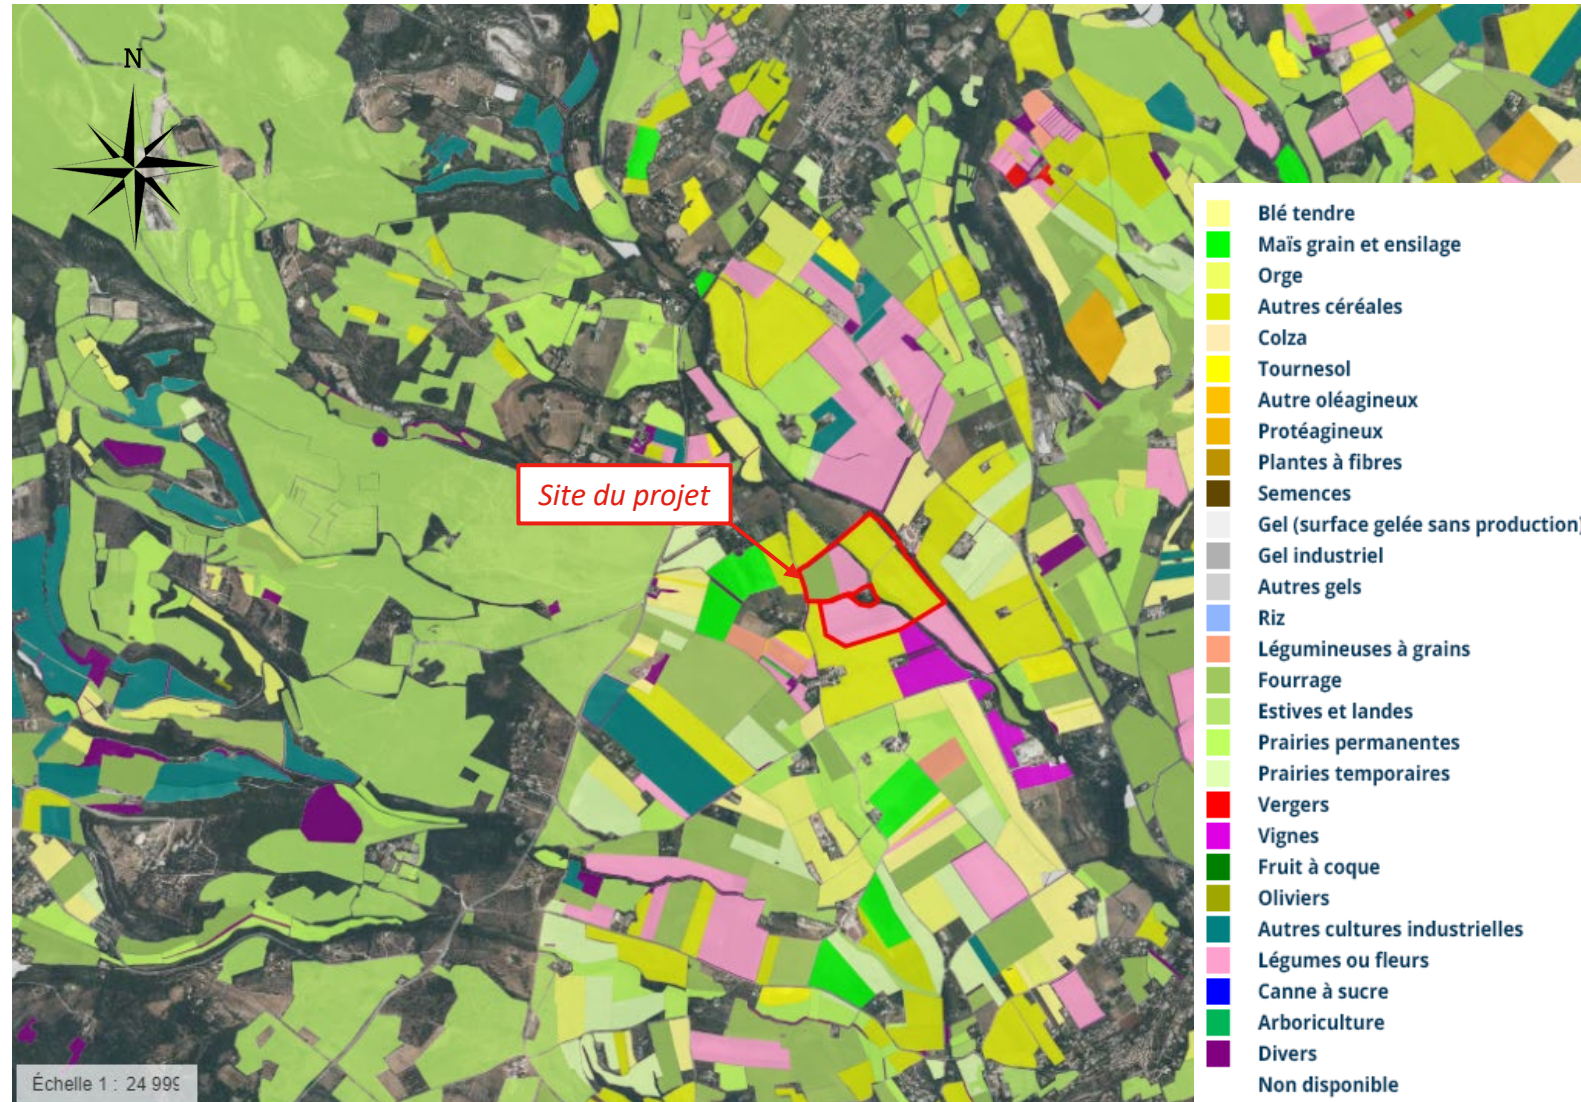 N
Site du projet
Blé tendre
Maïs grain et ensilage
Orge
Autres céréales
Colza
Tournesol
Autre oléagineux
Protéagineux
Plantes à fibres
Semences
Gel (surface gelée sans production)
Gel industriel
Autres gels
Riz
Légumineuses à grains
Fourrage
Estives et landes
Prairies permanentes
Prairies temporaires
Vergers
Vignes
Fruit à coque
Oliviers
Autres cultures industrielles
Légumes ou fleurs
Canne à sucre
Arboriculture
Divers
Non disponible
Échelle 1 : 24 999